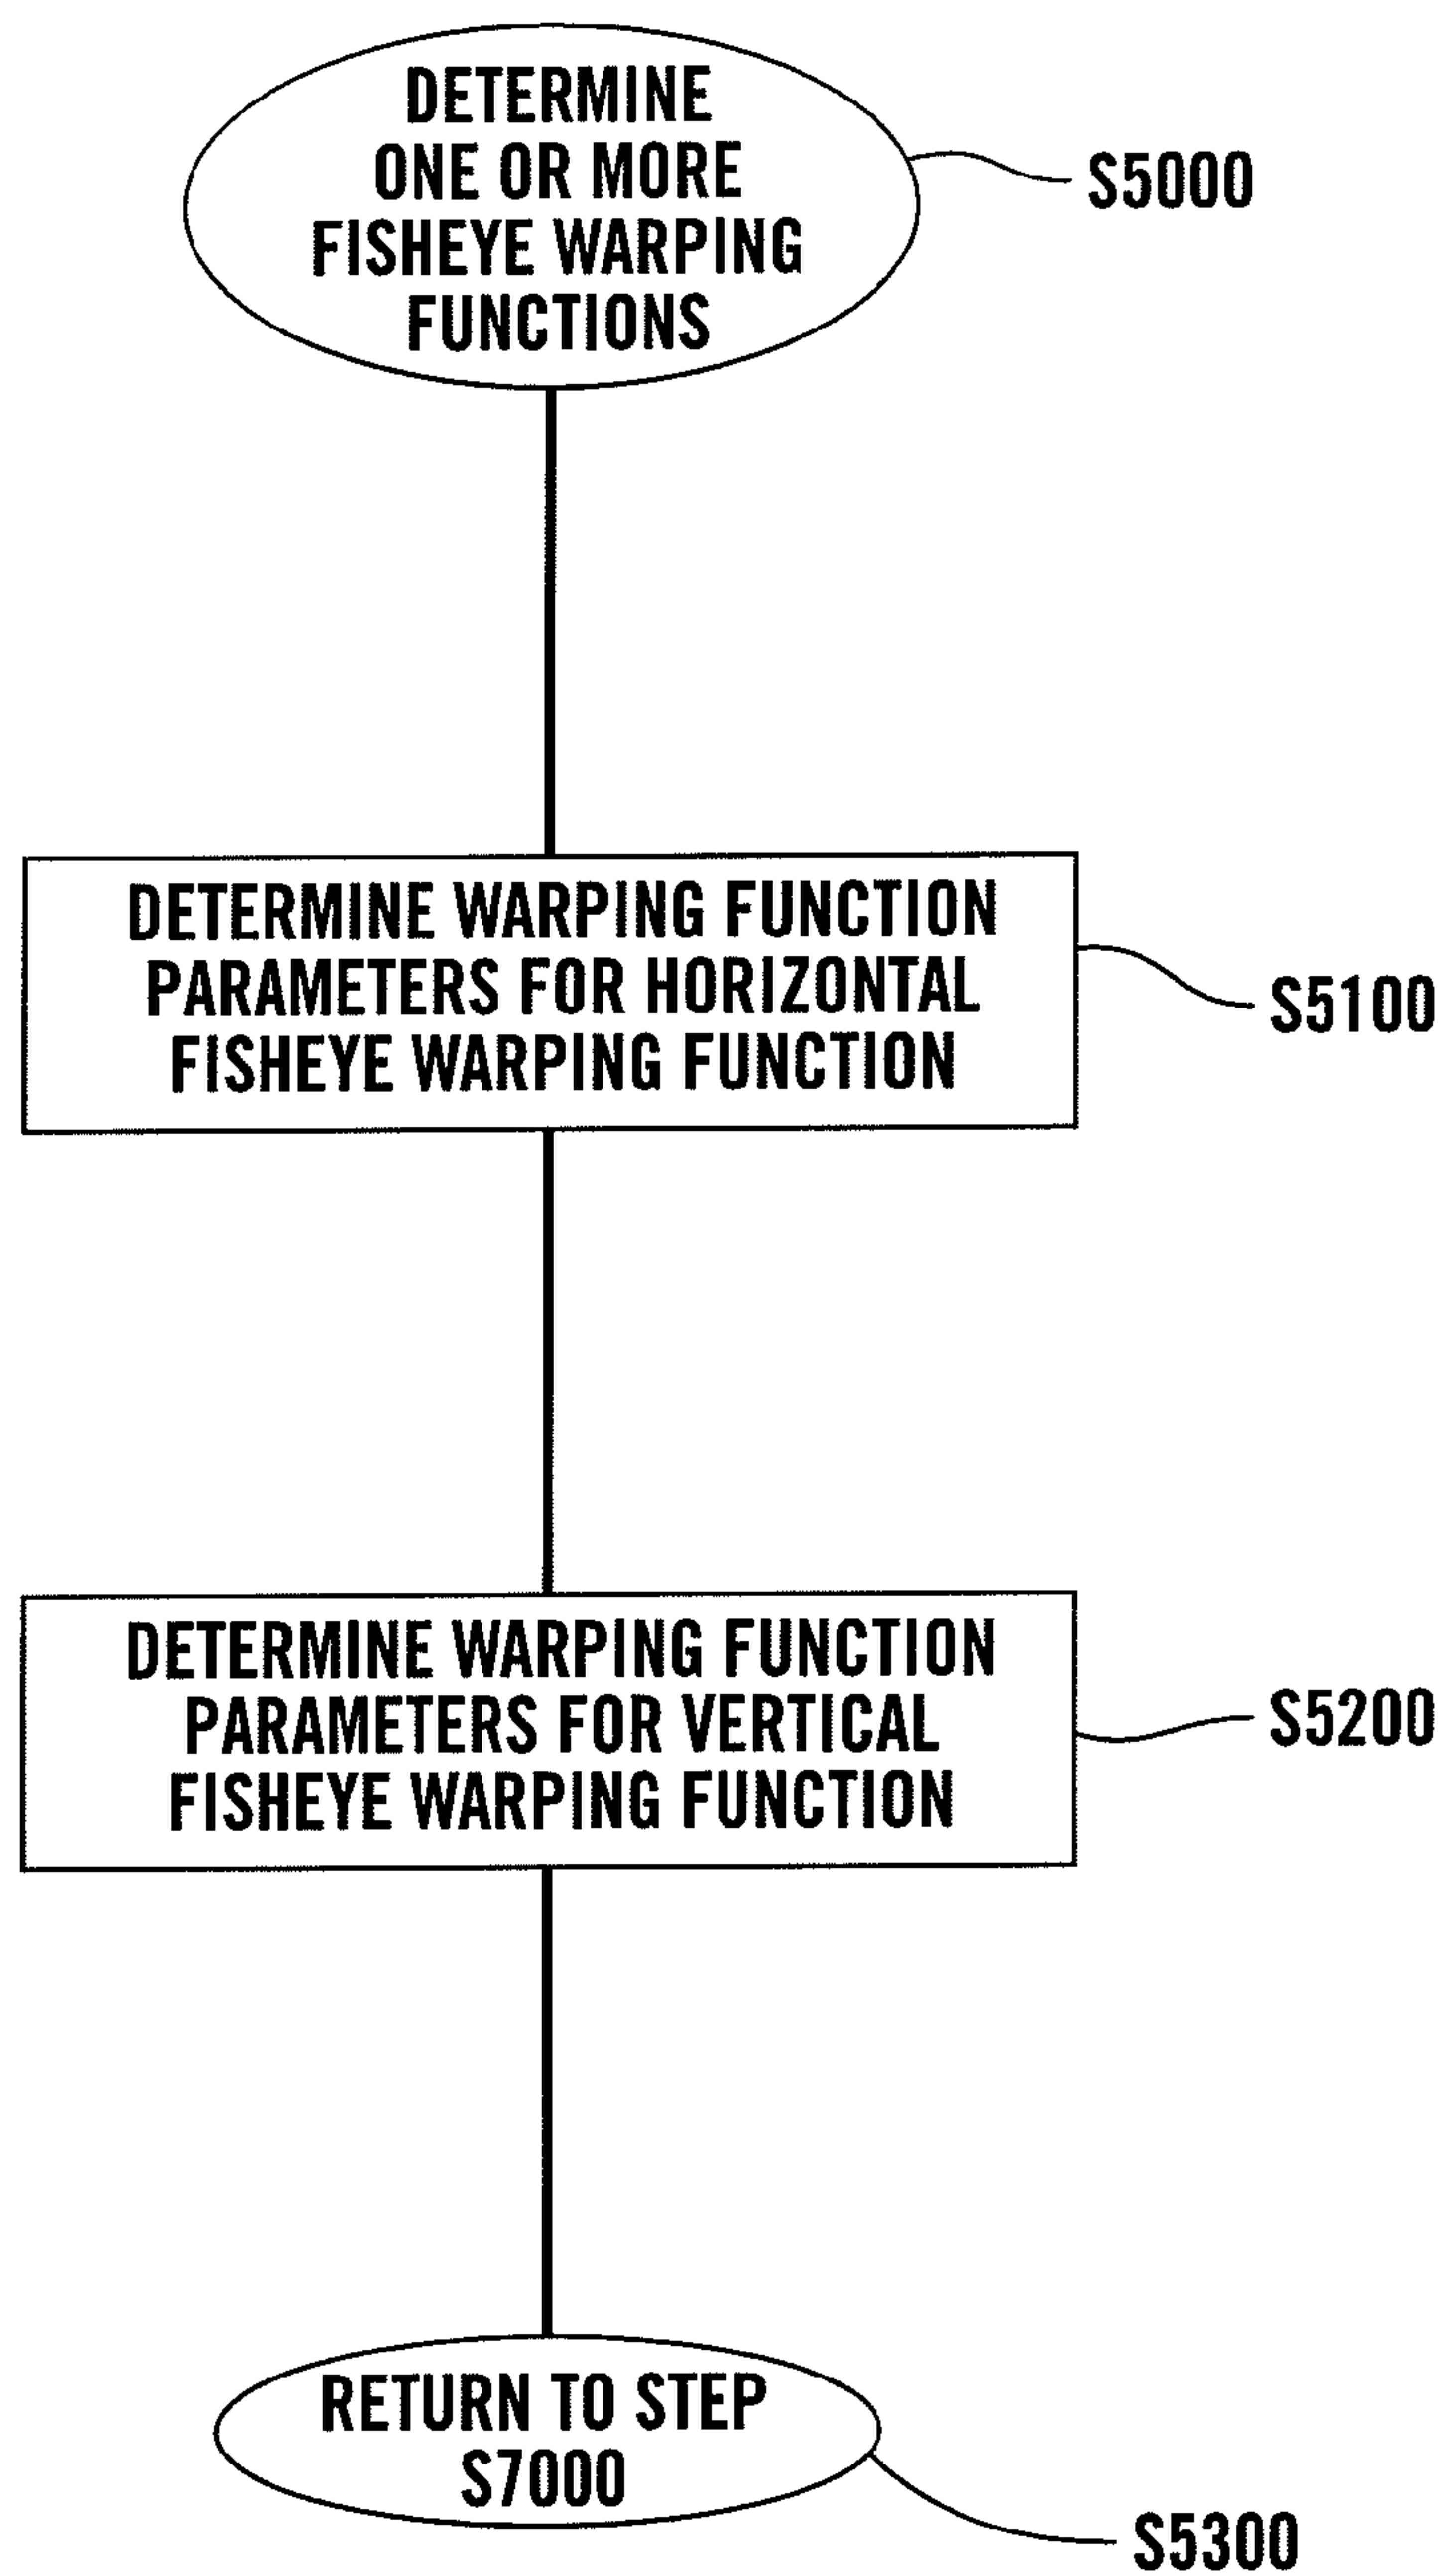 DETERMINE
ONE OR MORE
FISHEYE WARPING
FUNCTIONS
S5000
DETERMINE WARPING FUNCTION
PARAMETERS FOR HORIZONTAL
FISHEYE WARPING FUNCTION
S5100
DETERMINE WARPING FUNCTION
PARAMETERS FOR VERTICAL
FISHEYE WARPING FUNCTION
S5200
RETURN TO STEP
S7000
S5300